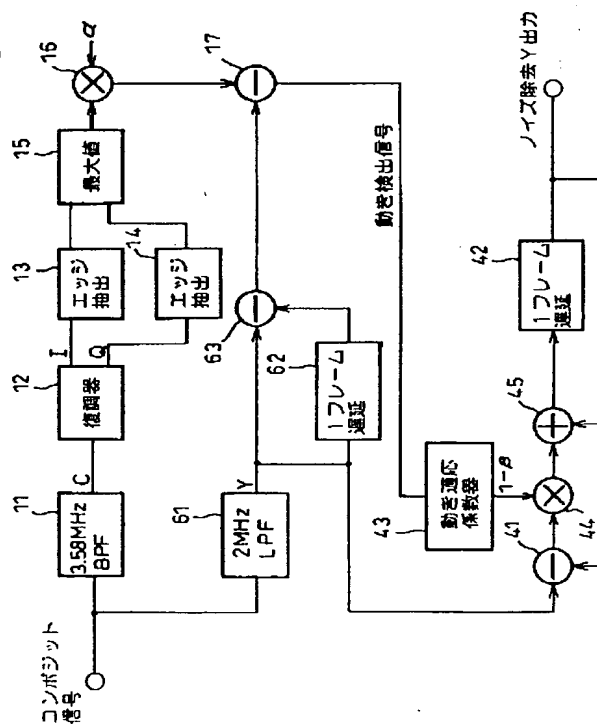 コンポジット
信号
11
3.58MHz
BPF
C
12
復調器
I
Q
13
エッジ
抽出
14
エッジ
抽出
15
最大値
16
α
17
61
2MHz
LPF
Y
63
62
1フレーム
遅延
動き検出信号
43
動き適応
係数器
1-β
41
44
45
42
1フレーム
遅延
ノイズ除去Y出力